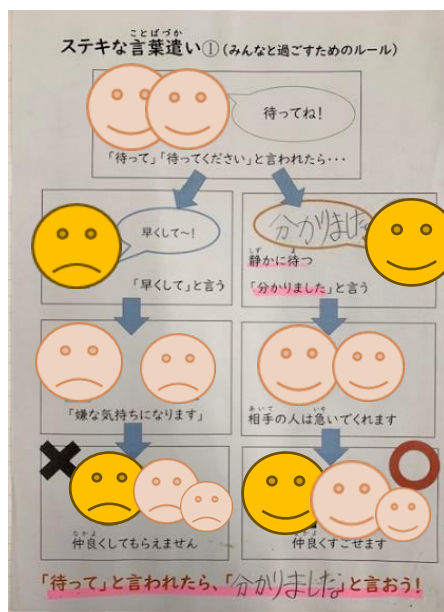 ステキな言葉遣い①(みんなと過ごすためのルール)
待ってね!
「待って」「待ってください」と言われたら・・・
早くして~!
「早くして」と言う
分かりました
静かに待つ
「分かりました」と言う
「嫌な気持ちになります」
相手の人は急いでくれます
仲良くしてもらえません
仲良くすごせます
「待って」と言われたら、「分かりました」と言おう!